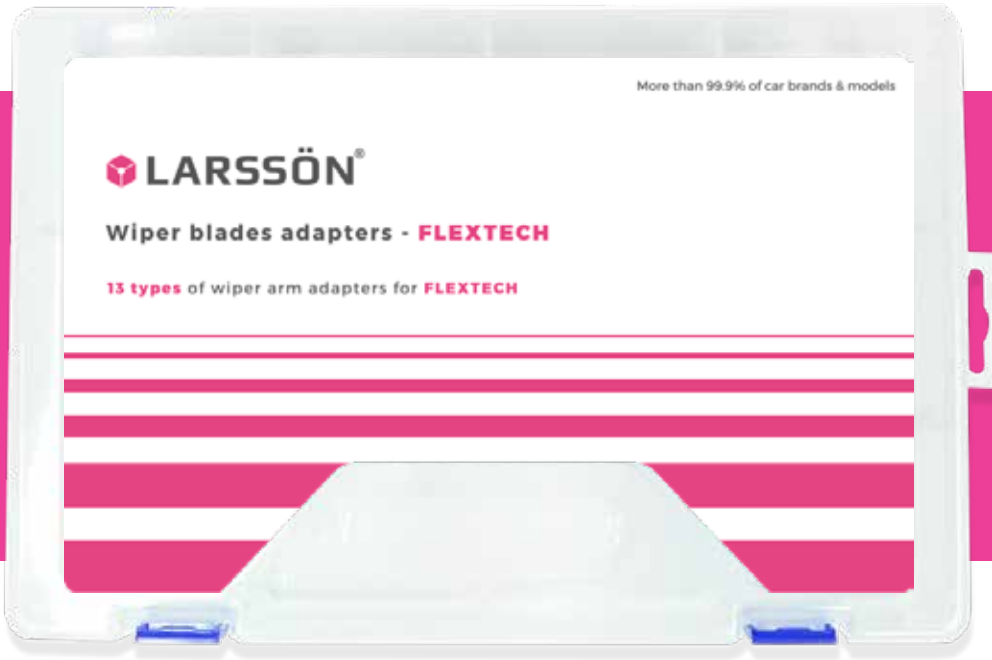 More than 99.9% of car brands & models
LARSSÖN®
Wiper blades adapters - FLEXTECH
13 types of wiper arm adapters for FLEXTECH